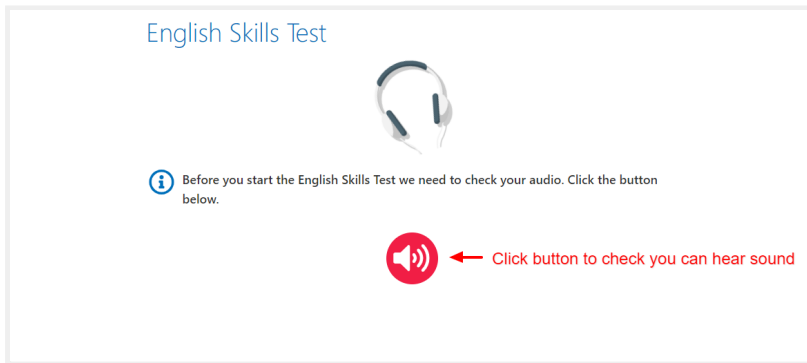 English Skills Test
Before you start the English Skills Test we need to check your audio. Click the button
below.
Click button to check you can hear sound